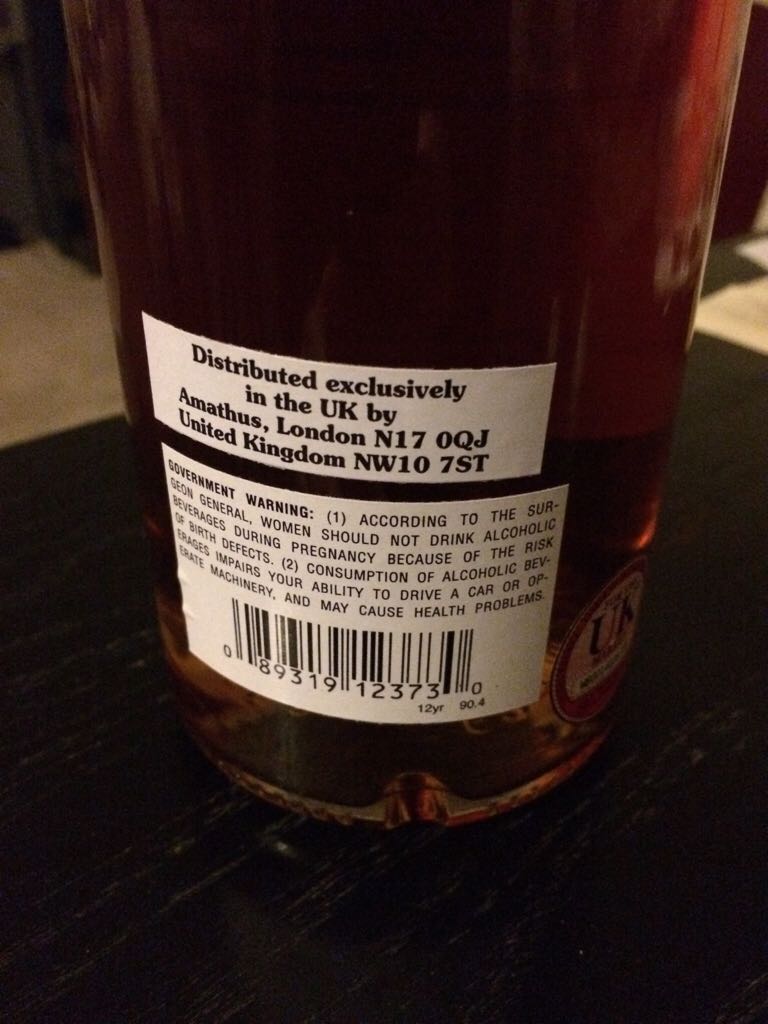 Distributed exclusively
in the UK by
Amathus, London N17 0QJ
United Kingdom NW10 7ST
GOVERNMENT WARNING: (1) ACCORDING TO THE SUR-
GEON GENERAL, WOMEN SHOULD NOT DRINK ALCOHOLIC
BEVERAGES DURING PREGNANCY BECAUSE OF THE RISK
OF BIRTH DEFECTS. (2) CONSUMPTION OF ALCOHOLIC BEV-
ERAGES IMPAIRS YOUR ABILITY TO DRIVE A CAR OR OP-
ERATE MACHINERY, AND MAY CAUSE HEALTH PROBLEMS.
0 89319 12373 0
12yr 90.4
UK